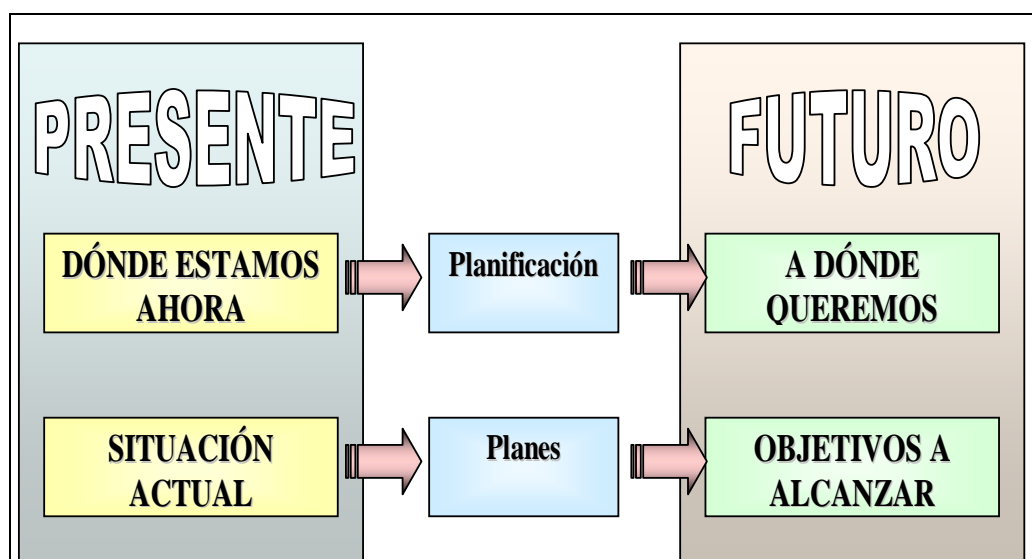 PRESENTE
FUTURO
DÓNDE ESTAMOS
AHORA
Planificación
A DÓNDE
QUEREMOS
SITUACIÓN
ACTUAL
Planes
OBJETIVOS A
ALCANZAR